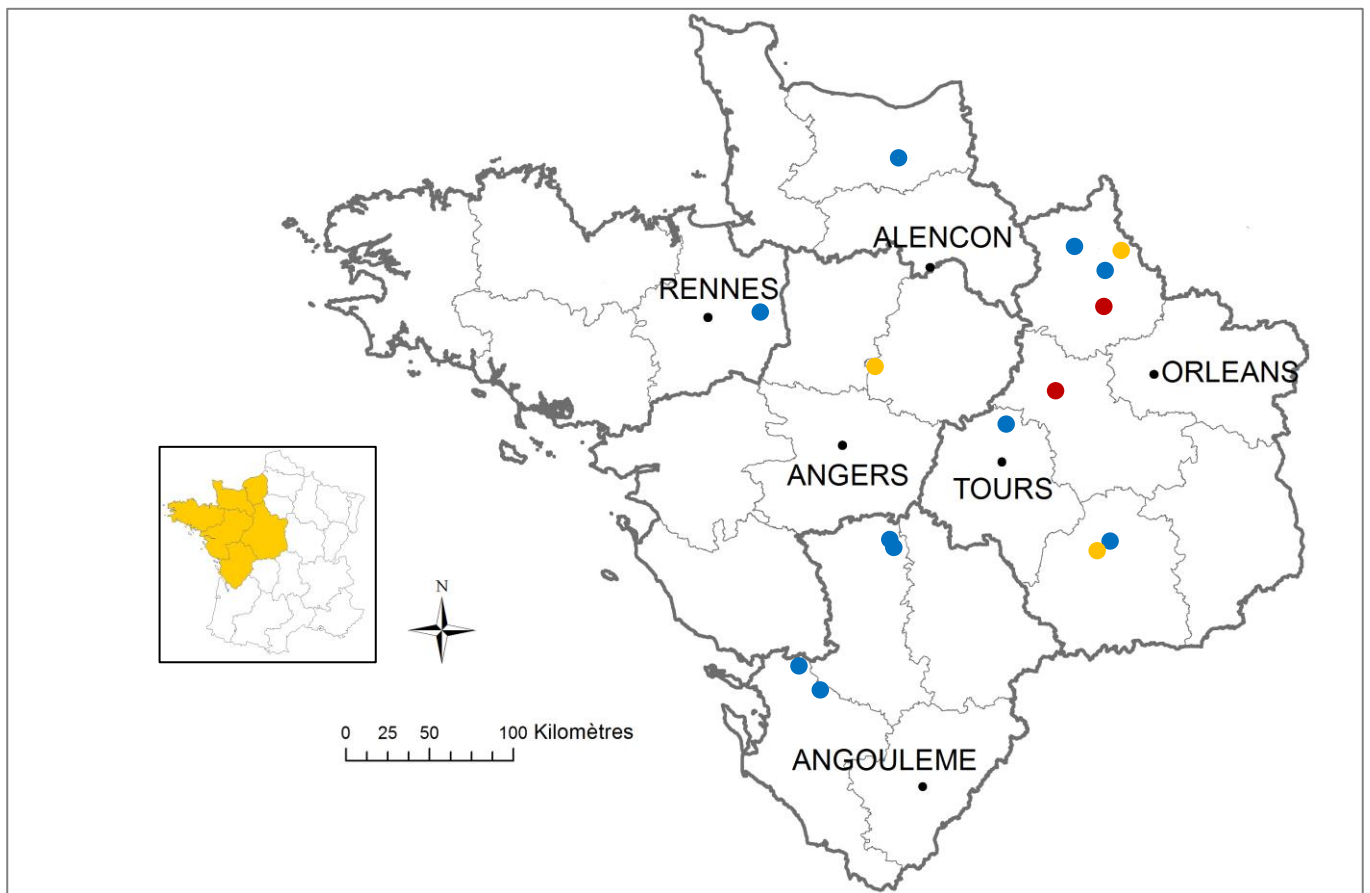 ALENCON
RENNES
ORLEANS
ANGERS
TOURS
N
0 25 50 100 Kilomètres
ANGOULEME